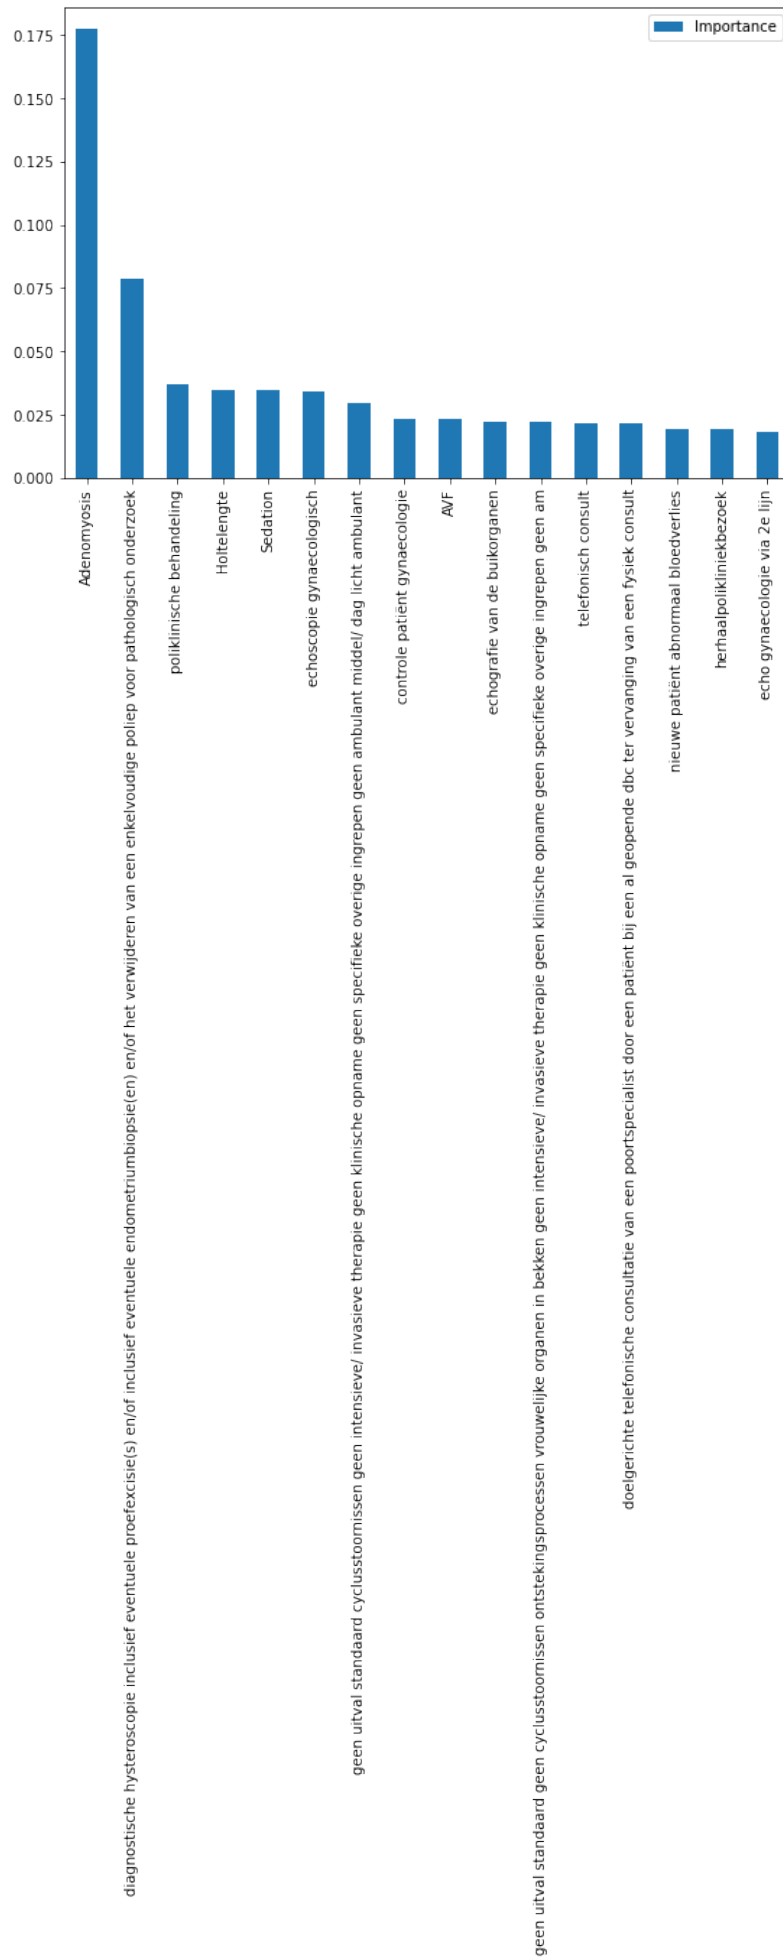 Importance
0.175
0.150
0.125
0.100
0.075
0.050
0.025
0.000
Adenomyosis
diagnostische hysteroscopie inclusief eventuele proefexcisie(s) en/of inclusief eventuele endometriumbiopsie(en) en/of het verwijderen van een enkelvoudige poliep voor pathologisch onderzoek
poliklinische behandeling
Holtelengte
Sedation
echoscopie gynaecologisch
geen uitval standaard cyclusstoornissen geen intensieve/ invasieve therapie geen klinische opname geen specifieke overige ingrepen geen ambulant middel/ dag licht ambulant
controle patiënt gynaecologie
AVF
echografie van de buikorganen
geen uitval standaard geen cyclusstoornissen ontstekingsprocessen vrouwelijke organen in bekken geen intensieve/ invasieve therapie geen klinische opname geen specifieke overige ingrepen geen am
telefonisch consult
doelgerichte telefonische consultatie van een poortspecialist door een patiënt bij een al geopende dbc ter vervanging van een fysiek consult
nieuwe patiënt abnormaal bloedverlies
herhaalpolikliniekbezoek
echo gynaecologie via 2e lijn